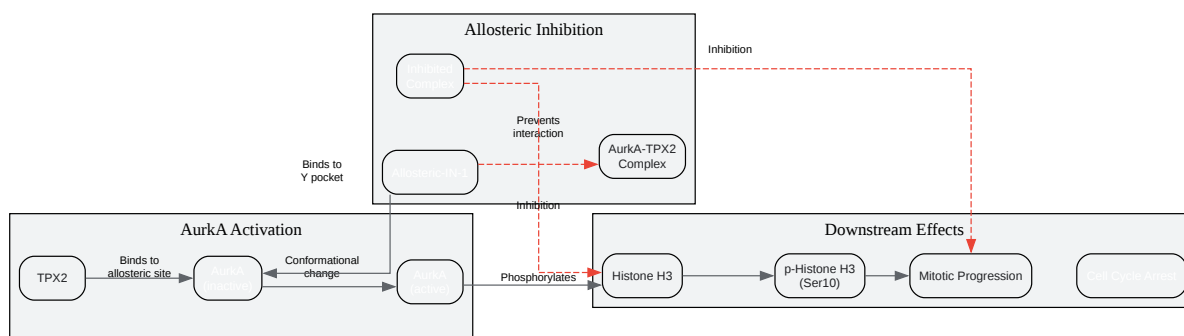 Allosteric Inhibition
Inhibition
Inhibited
Complex
Prevents
interaction
AurkA-TPX2
Complex
Binds to
Y pocket
Allosteric-IN-1
Inhibition
AurkA Activation
Downstream Effects
TPX2
Binds to
allosteric site
AurkA
(inactive)
Conformational
change
AurkA
(active)
Phosphorylates
Histone H3
p-Histone H3
(Ser10)
Mitotic Progression
Cell Cycle Arrest